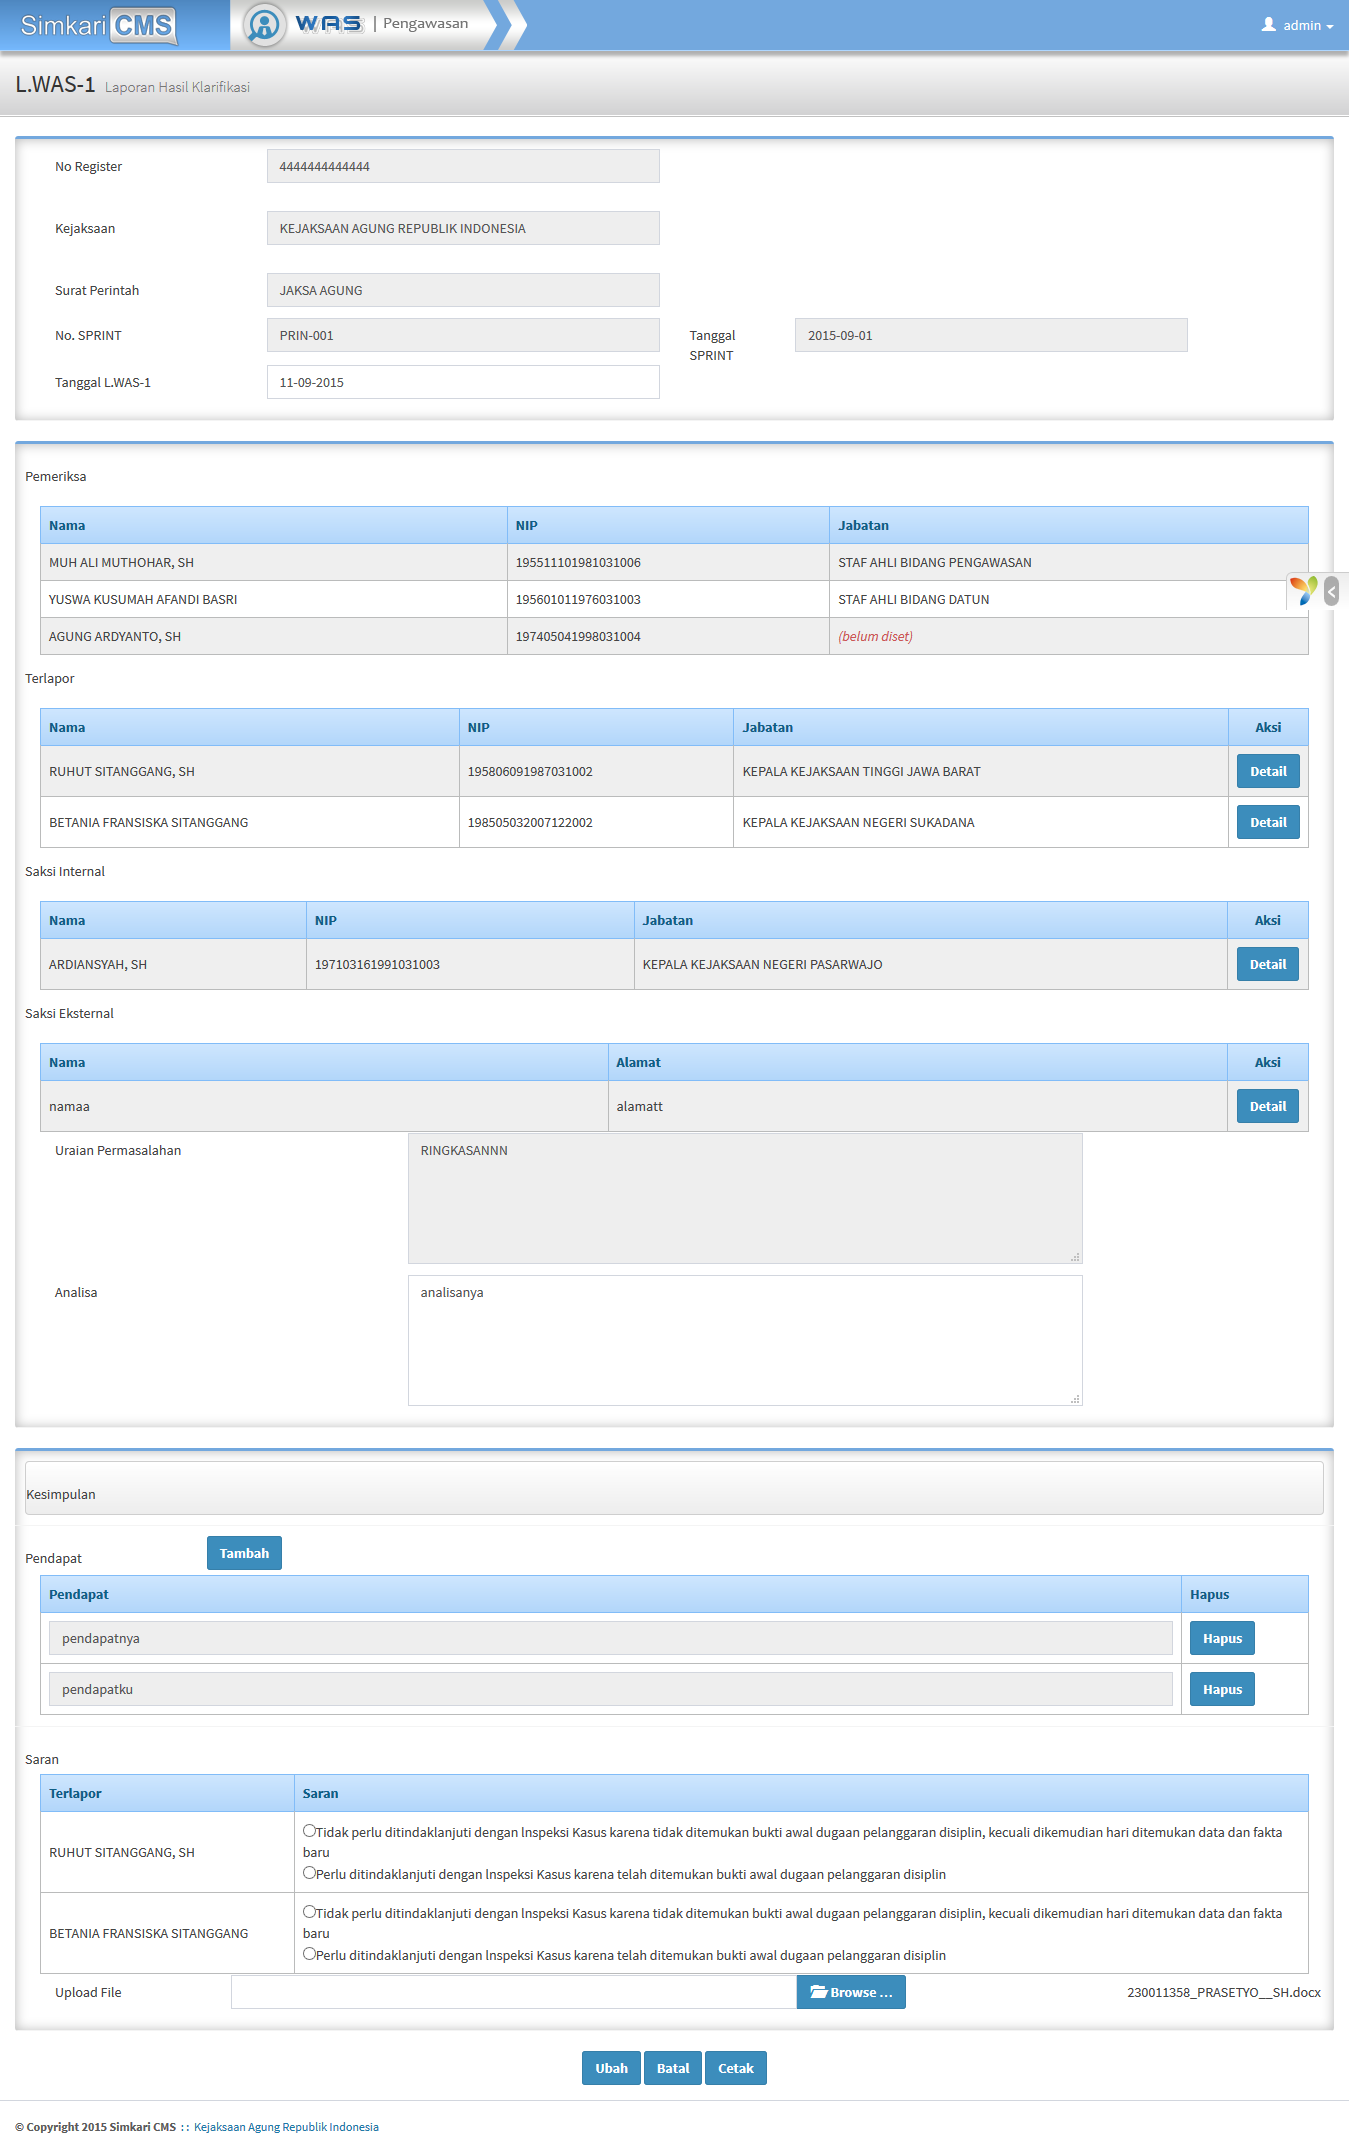 Simkari CMS WAS | Pengawasan admin
L.WAS-1 Laporan Hasil Klarifikasi
No Register 4444444444444
Kejaksaan KEJAKSAAN AGUNG REPUBLIK INDONESIA
Surat Perintah JAKSA AGUNG
No. SPRINT PRIN-001 Tanggal SPRINT 2015-09-01
Tanggal L.WAS-1 11-09-2015
Pemeriksa
Nama NIP Jabatan
MUH ALI MUTHOHAR, SH 195511101981031006 STAF AHLI BIDANG PENGAWASAN
YUSWA KUSUMAH AFANDI BASRI 195601011976031003 STAF AHLI BIDANG DATUN
AGUNG ARDYANTO, SH 197405041998031004 (belum diset)
Terlapor
Nama NIP Jabatan Aksi
RUHUT SITANGGANG, SH 195806091987031002 KEPALA KEJAKSAAN TINGGI JAWA BARAT Detail
BETANIA FRANSISKA SITANGGANG 198505032007122002 KEPALA KEJAKSAAN NEGERI SUKADANA Detail
Saksi Internal
Nama NIP Jabatan Aksi
ARDIANSYAH, SH 197103161991031003 KEPALA KEJAKSAAN NEGERI PASARWAJO Detail
Saksi Eksternal
Nama Alamat Aksi
namaa alamatt Detail
Uraian Permasalahan RINGKASANNN
Analisa analisanya
Kesimpulan
Pendapat Tambah
Pendapat Hapus
pendapatnya Hapus
pendapatku Hapus
Saran
Terlapor Saran
RUHUT SITANGGANG, SH
Tidak perlu ditindaklanjuti dengan Inspeksi Kasus karena tidak ditemukan bukti awal dugaan pelanggaran disiplin, kecuali dikemudian hari ditemukan data dan fakta
baru
Perlu ditindaklanjuti dengan Inspeksi Kasus karena telah ditemukan bukti awal dugaan pelanggaran disiplin
BETANIA FRANSISKA SITANGGANG
Tidak perlu ditindaklanjuti dengan Inspeksi Kasus karena tidak ditemukan bukti awal dugaan pelanggaran disiplin, kecuali dikemudian hari ditemukan data dan fakta
baru
Perlu ditindaklanjuti dengan Inspeksi Kasus karena telah ditemukan bukti awal dugaan pelanggaran disiplin
Upload File Browse ... 230011358_PRASETYO__SH.docx
Ubah Batal Cetak
© Copyright 2015 Simkari CMS :: Kejaksaan Agung Republik Indonesia